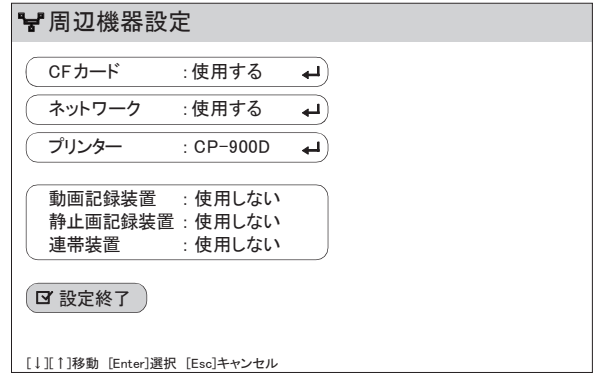 周辺機器設定
CFカード :使用する
ネットワーク :使用する
プリンター :CP-900D
動画記録装置 :使用しない
静止画記録装置:使用しない
連帯装置 :使用しない
設定終了
[↓][↑]移動 [Enter]選択 [Esc]キャンセル